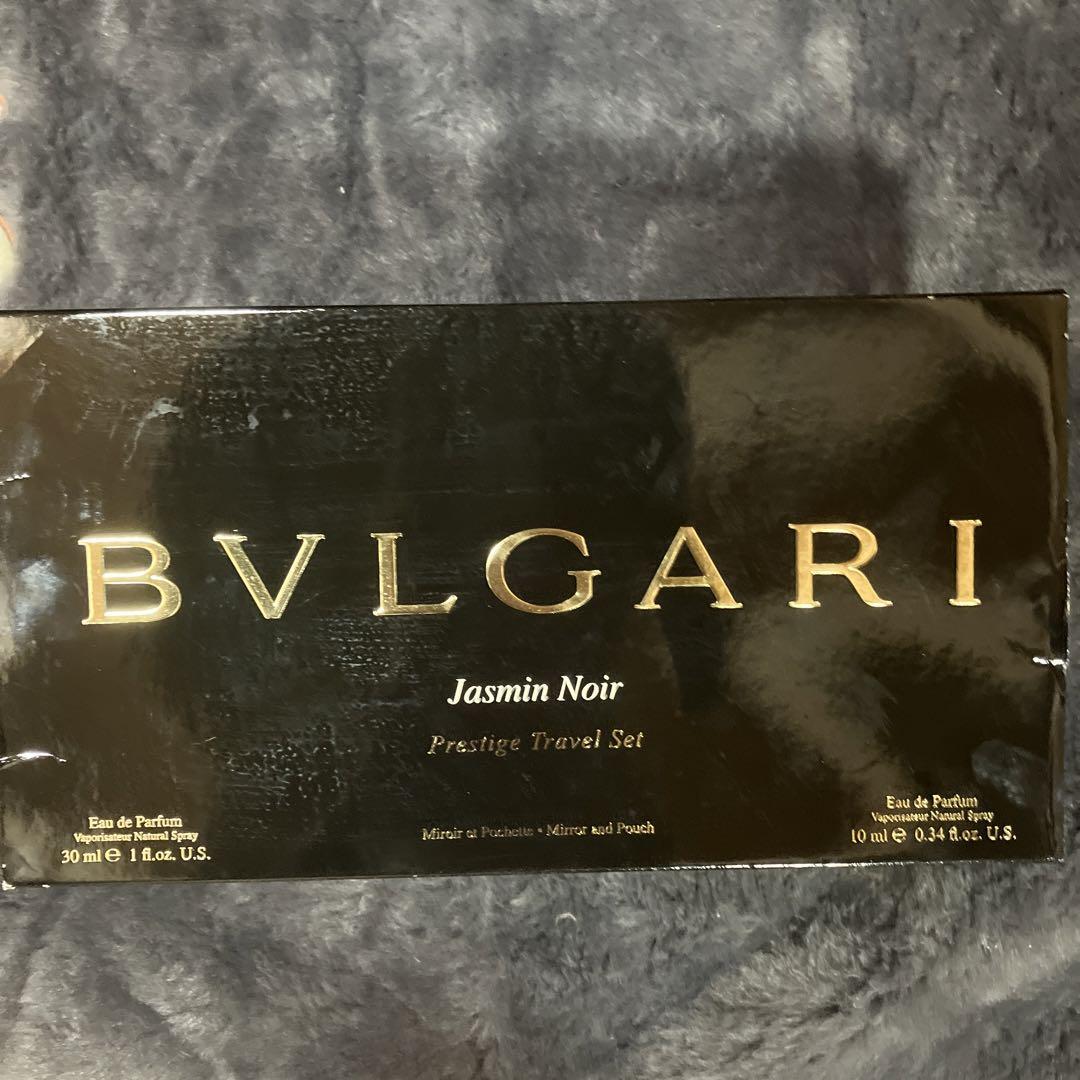 BVLGARI
Jasmin Noir
Prestige Travel Set
Eau de Parfum
Vaporisateur Natural Spray
30 ml ℮ 1 fl.oz. U.S.
Miroir et Pochette • Mirror and Pouch
Eau de Parfum
Vaporisateur Natural Spray
10 ml ℮ 0.34 fl.oz. U.S.